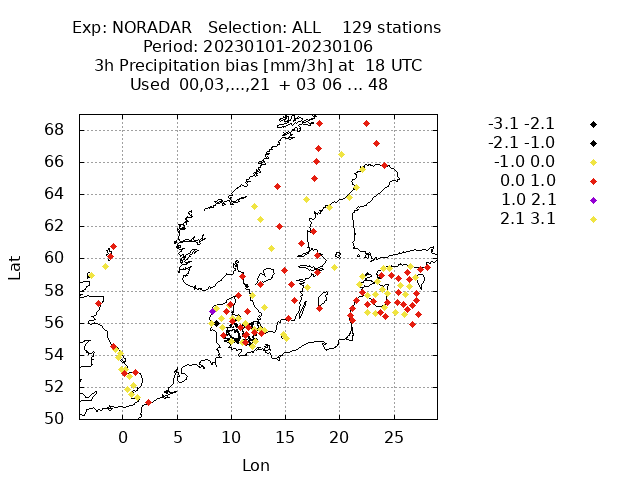 Exp: NORADAR   Selection: ALL    129 stations
Period: 20230101-20230106
3h Precipitation bias [mm/3h] at  18 UTC
Used  00,03,...,21  + 03 06 ... 48
-3.1 -2.1
-2.1 -1.0
-1.0 0.0
0.0 1.0
1.0 2.1
2.1 3.1
68
66
64
62
60
58
56
54
52
50
Lat
0 5 10 15 20 25
Lon